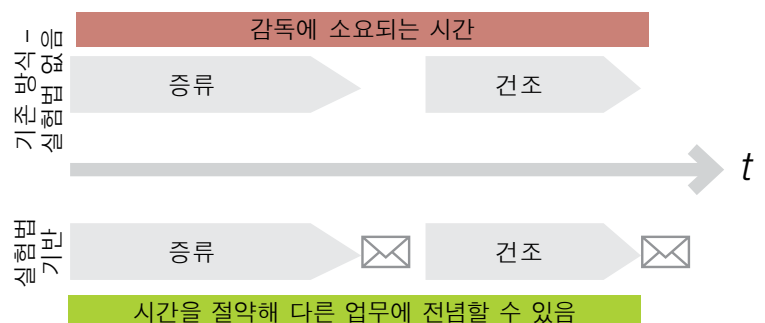 감독에 소요되는 시간
기존 방식 –
실험법 없음
증류
건조
t
실험법
기반
증류
건조
시간을 절약해 다른 업무에 전념할 수 있음